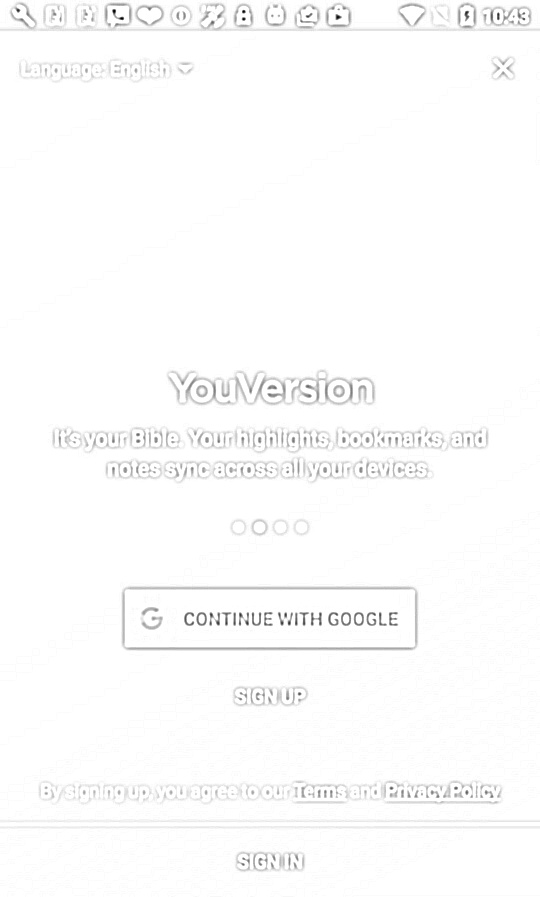 10:43
Language: English
YouVersion
It's your Bible. Your highlights, bookmarks, and
notes sync across all your devices.
CONTINUE WITH GOOGLE
SIGN UP
By signing up, you agree to our Terms and Privacy Policy.
SIGN IN